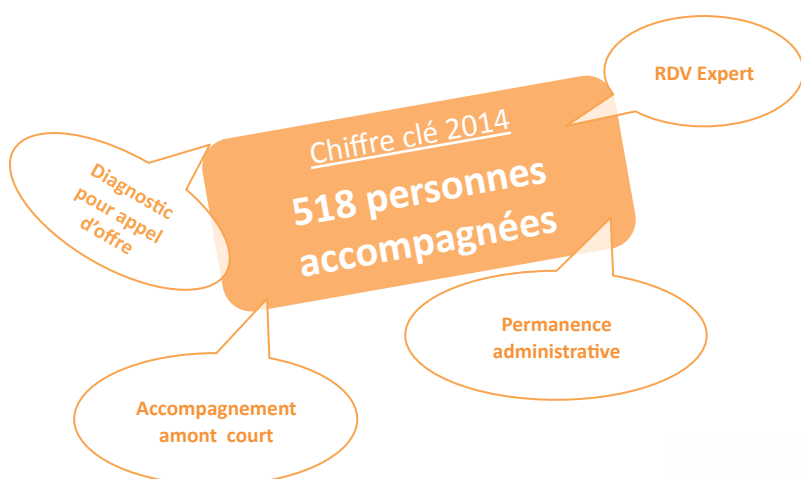 RDV Expert
Chiffre clé 2014
518 personnes
accompagnées
Diagnostic
pour appel
d’offre
Permanence
administrative
Accompagnement
amont court